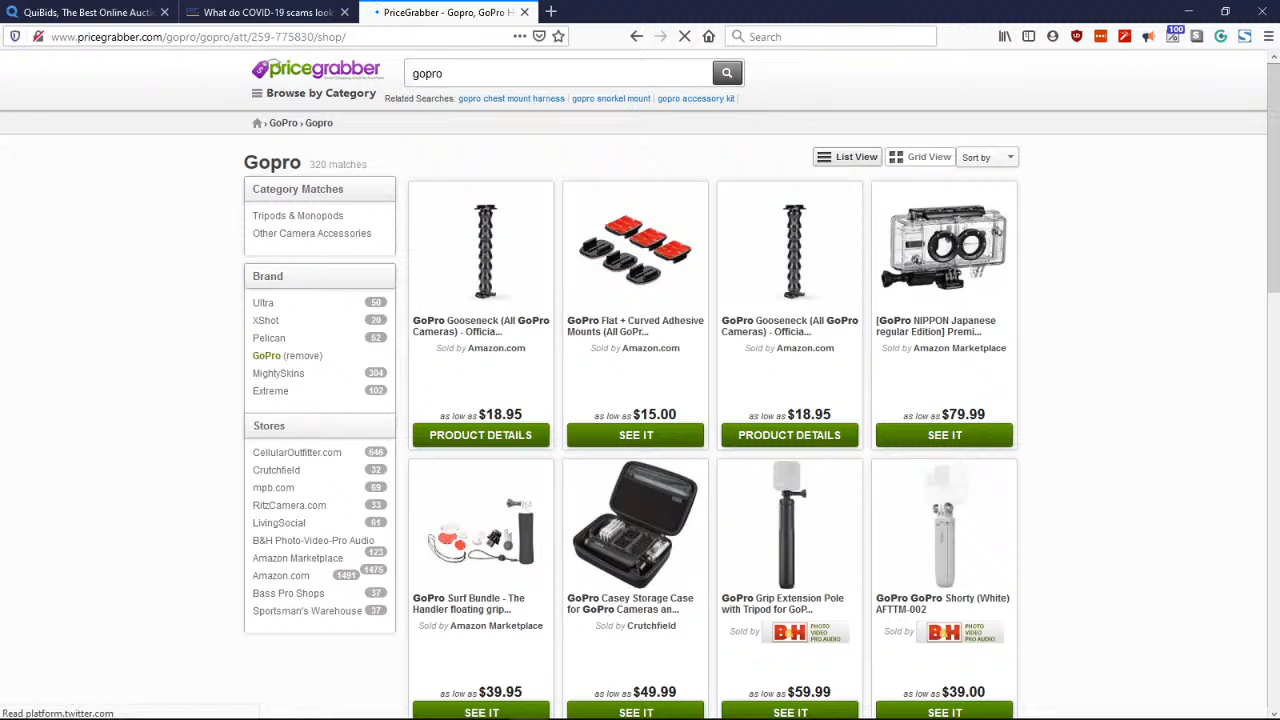 QuiBids, The Best Online Aucti
What do COVID-19 scams look
PriceGrabber - Gopro, GoPro H
www.pricegrabber.com/gopro/gopro/att/259-775830/shop/
Search
100
pricegrabber
gopro
Browse by Category
Related Searches: gopro chest mount harness | gopro snorkel mount | gopro accessory kit |
› GoPro › Gopro
Gopro 320 matches
List View
Grid View
Sort by
Category Matches
Tripods & Monopods
Other Camera Accessories
Brand
Ultra 50
XShot 20
Pelican 52
GoPro (remove)
MightySkins 304
Extreme 102
Stores
CellularOutfitter.com 646
Crutchfield 32
mpb.com 69
RitzCamera.com 33
LivingSocial 61
B&H Photo-Video-Pro Audio
123
Amazon Marketplace
1475
Amazon.com 1491
Bass Pro Shops 37
Sportsman's Warehouse 37
GoPro Gooseneck (All GoPro
Cameras) - Officia...
Sold by Amazon.com
as low as $18.95
PRODUCT DETAILS
GoPro Flat + Curved Adhesive
Mounts (All GoPr...
Sold by Amazon.com
as low as $15.00
SEE IT
GoPro Gooseneck (All GoPro
Cameras) - Officia...
Sold by Amazon.com
as low as $18.95
PRODUCT DETAILS
[GoPro NIPPON Japanese
regular Edition] Premi...
Sold by Amazon Marketplace
as low as $79.99
SEE IT
GoPro Surf Bundle - The
Handler floating grip...
Sold by Amazon Marketplace
as low as $39.95
SEE IT
GoPro Casey Storage Case
for GoPro Cameras an...
Sold by Crutchfield
as low as $49.99
SEE IT
GoPro Grip Extension Pole
with Tripod for GoP...
Sold by B&H PHOTO VIDEO PRO AUDIO
as low as $59.99
SEE IT
GoPro GoPro Shorty (White)
AFTTM-002
Sold by B&H PHOTO VIDEO PRO AUDIO
as low as $39.00
SEE IT
Read platform.twitter.com